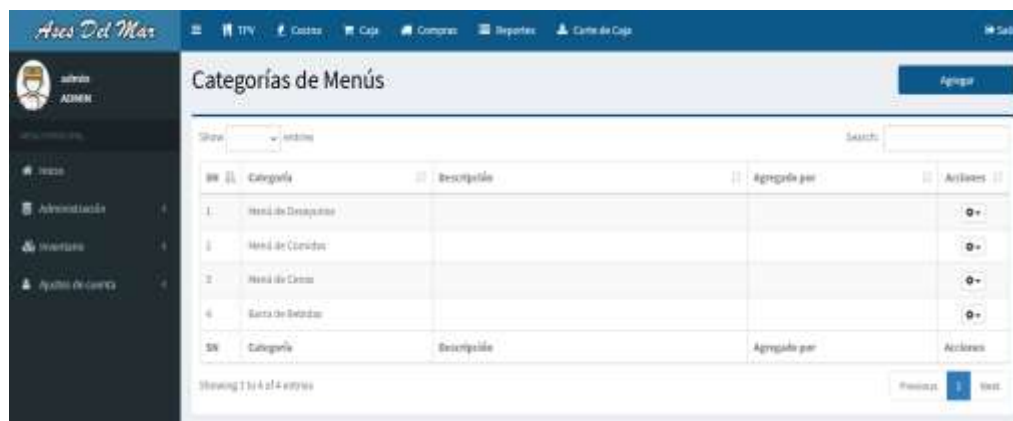 Ases Del Mar
TPV Costos Caja Compras Reportes Corte de Caja
admin
ADMIN
Categorías de Menús
Agregar
Inicio
Administración
Inventario
Ajustes de cuenta
Show entries
Search:
SN Categoría Descripción Agregado por Acciones
1 Menú de Desayunos
2 Menú de Comidas
3 Menú de Cenas
4 Barra de Bebidas
SN Categoría Descripción Agregado por Acciones
Showing 1 to 4 of 4 entries
Previous 1 Next